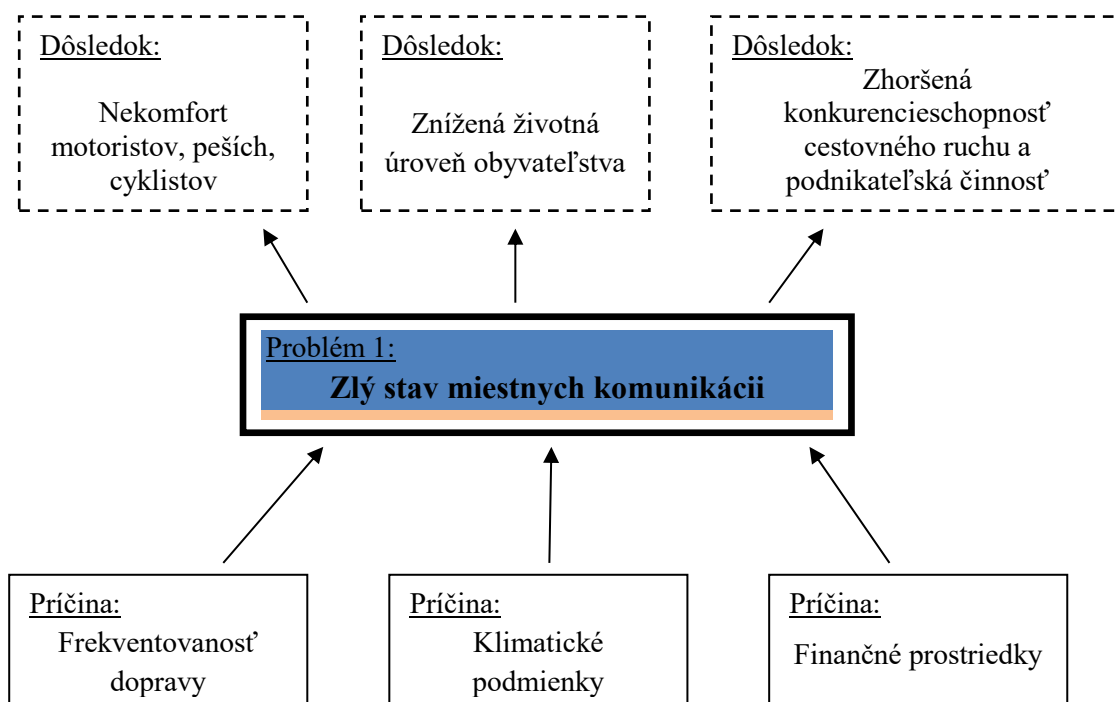 Dôsledok:
Nekomfort
motoristov, peších,
cyklistov
Dôsledok:
Znížená životná
úroveň obyvateľstva
Dôsledok:
Zhoršená
konkurencieschopnosť
cestovného ruchu a
podnikateľská činnosť
Problém 1:
Zlý stav miestnych komunikácii
Príčina:
Frekventovanosť
dopravy
Príčina:
Klimatické
podmienky
Príčina:
Finančné prostriedky